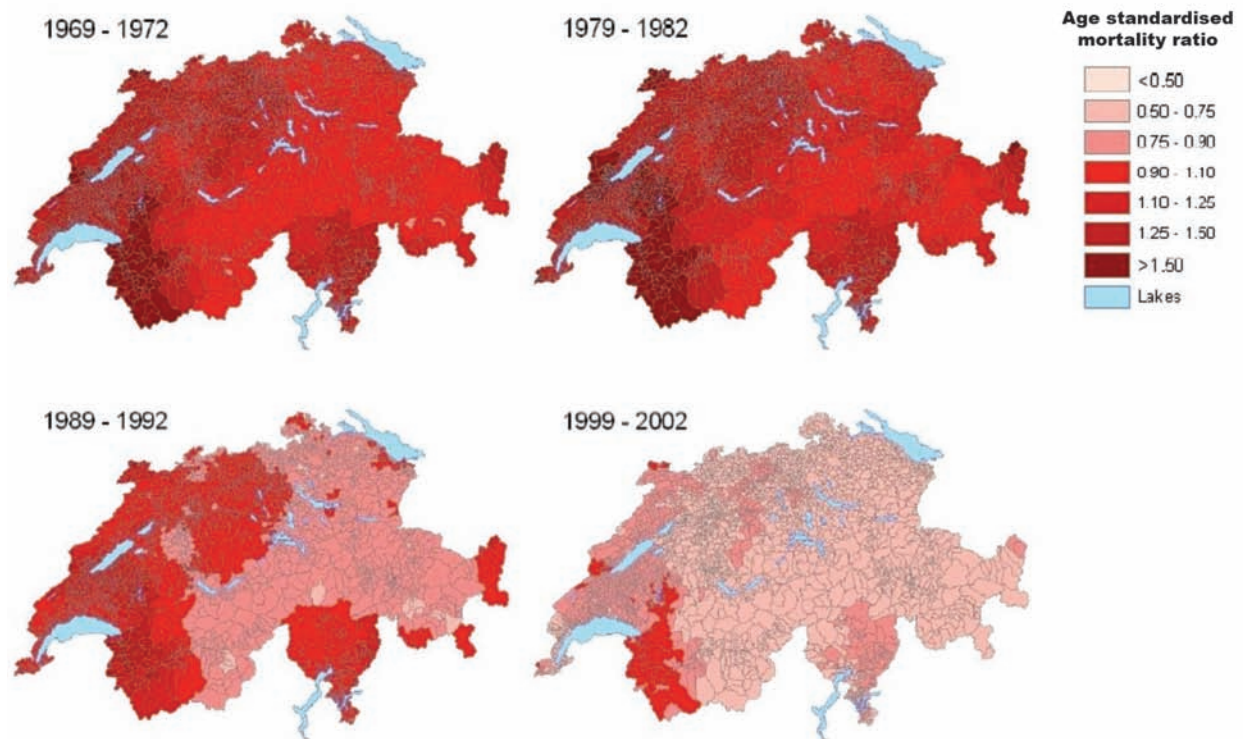 1969 - 1972
1979 - 1982
Age standardised
mortality ratio
<0.50
0.50 - 0.75
0.75 - 0.90
0.90 - 1.10
1.10 - 1.25
1.25 - 1.50
>1.50
Lakes
1989 - 1992
1999 - 2002